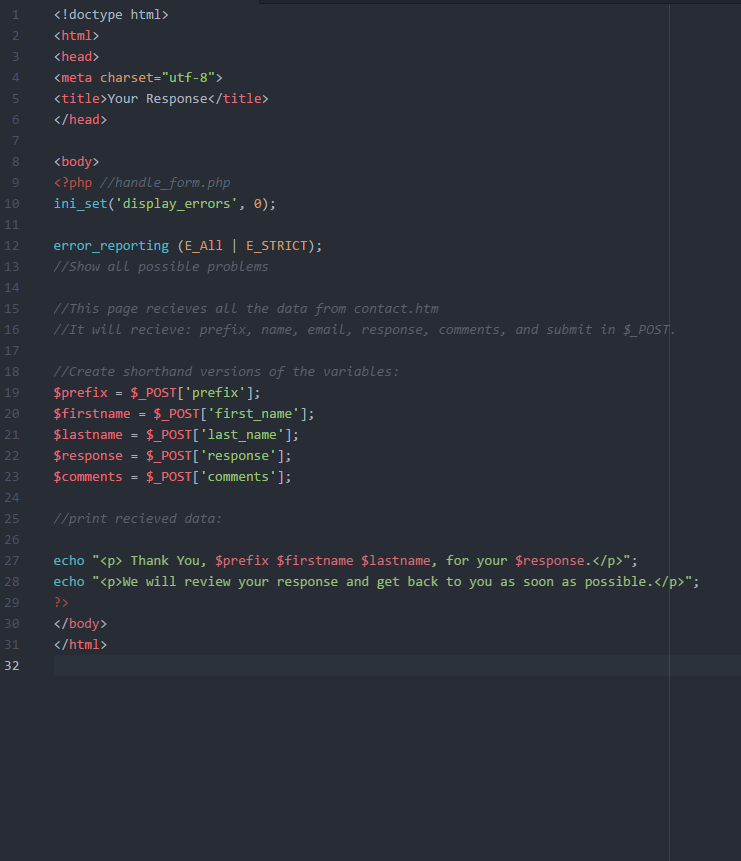 1 <!doctype html>
2 <html>
3 <head>
4 <meta charset="utf-8">
5 <title>Your Response</title>
6 </head>
7
8 <body>
9 <?php //handle_form.php
10 ini_set('display_errors', 0);
11
12 error_reporting (E_All | E_STRICT);
13 //Show all possible problems
14
15 //This page recieves all the data from contact.htm
16 //It will recieve: prefix, name, email, response, comments, and submit in $_POST.
17
18 //Create shorthand versions of the variables:
19 $prefix = $_POST['prefix'];
20 $firstname = $_POST['first_name'];
21 $lastname = $_POST['last_name'];
22 $response = $_POST['response'];
23 $comments = $_POST['comments'];
24
25 //print recieved data:
26
27 echo "<p> Thank You, $prefix $firstname $lastname, for your $response.</p>";
28 echo "<p>We will review your response and get back to you as soon as possible.</p>";
29 ?>
30 </body>
31 </html>
32